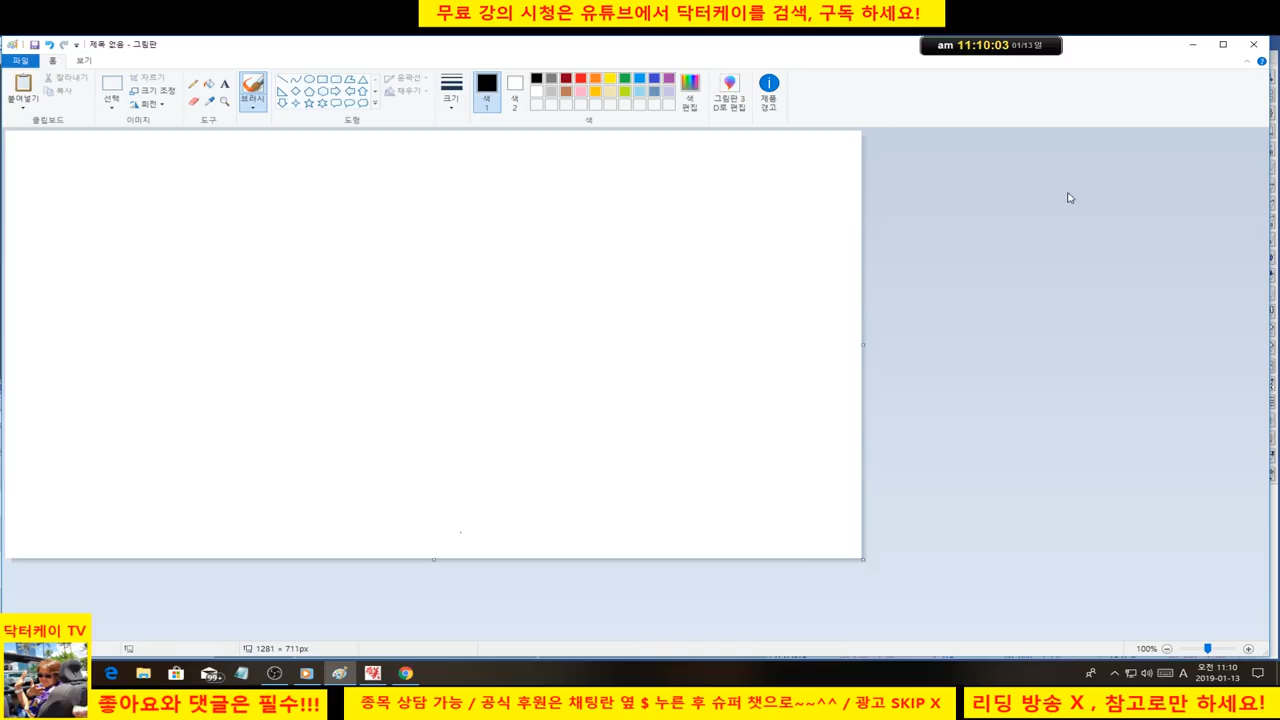 무료 강의 시청은 유튜브에서 닥터케이를 검색, 구독 하세요!
제목 없음 - 그림판
am 11:10:03 01/13 일
파일 홈 보기
붙여넣기
잘라내기
복사
클립보드
선택
자르기
크기 조정
회전
이미지
A
도구
브러시
윤곽선
채우기
도형
크기
색 1
색 2
색 편집
색
그림판 3D로 편집
제품 경고
1281 × 711px
100%
닥터케이 TV
99+
A
오전 11:10
2019-01-13
좋아요와 댓글은 필수!!!
종목 상담 가능 / 공식 후원은 채팅란 옆 $ 누른 후 슈퍼 챗으로~~^^ / 광고 SKIP X
리딩 방송 X , 참고로만 하세요!